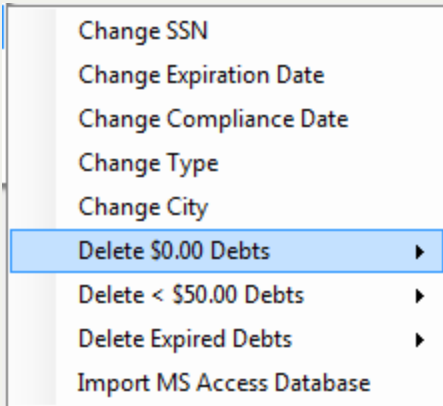 Change SSN
Change Expiration Date
Change Compliance Date
Change Type
Change City
Delete $0.00 Debts
Delete < $50.00 Debts
Delete Expired Debts
Import MS Access Database